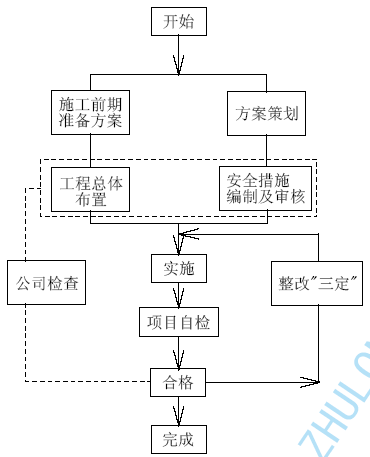 开始
施工前期
准备方案
方案策划
工程总体
布置
安全措施
编制及审核
实施
公司检查
整改"三定"
项目自检
合格
完成
ZHULO